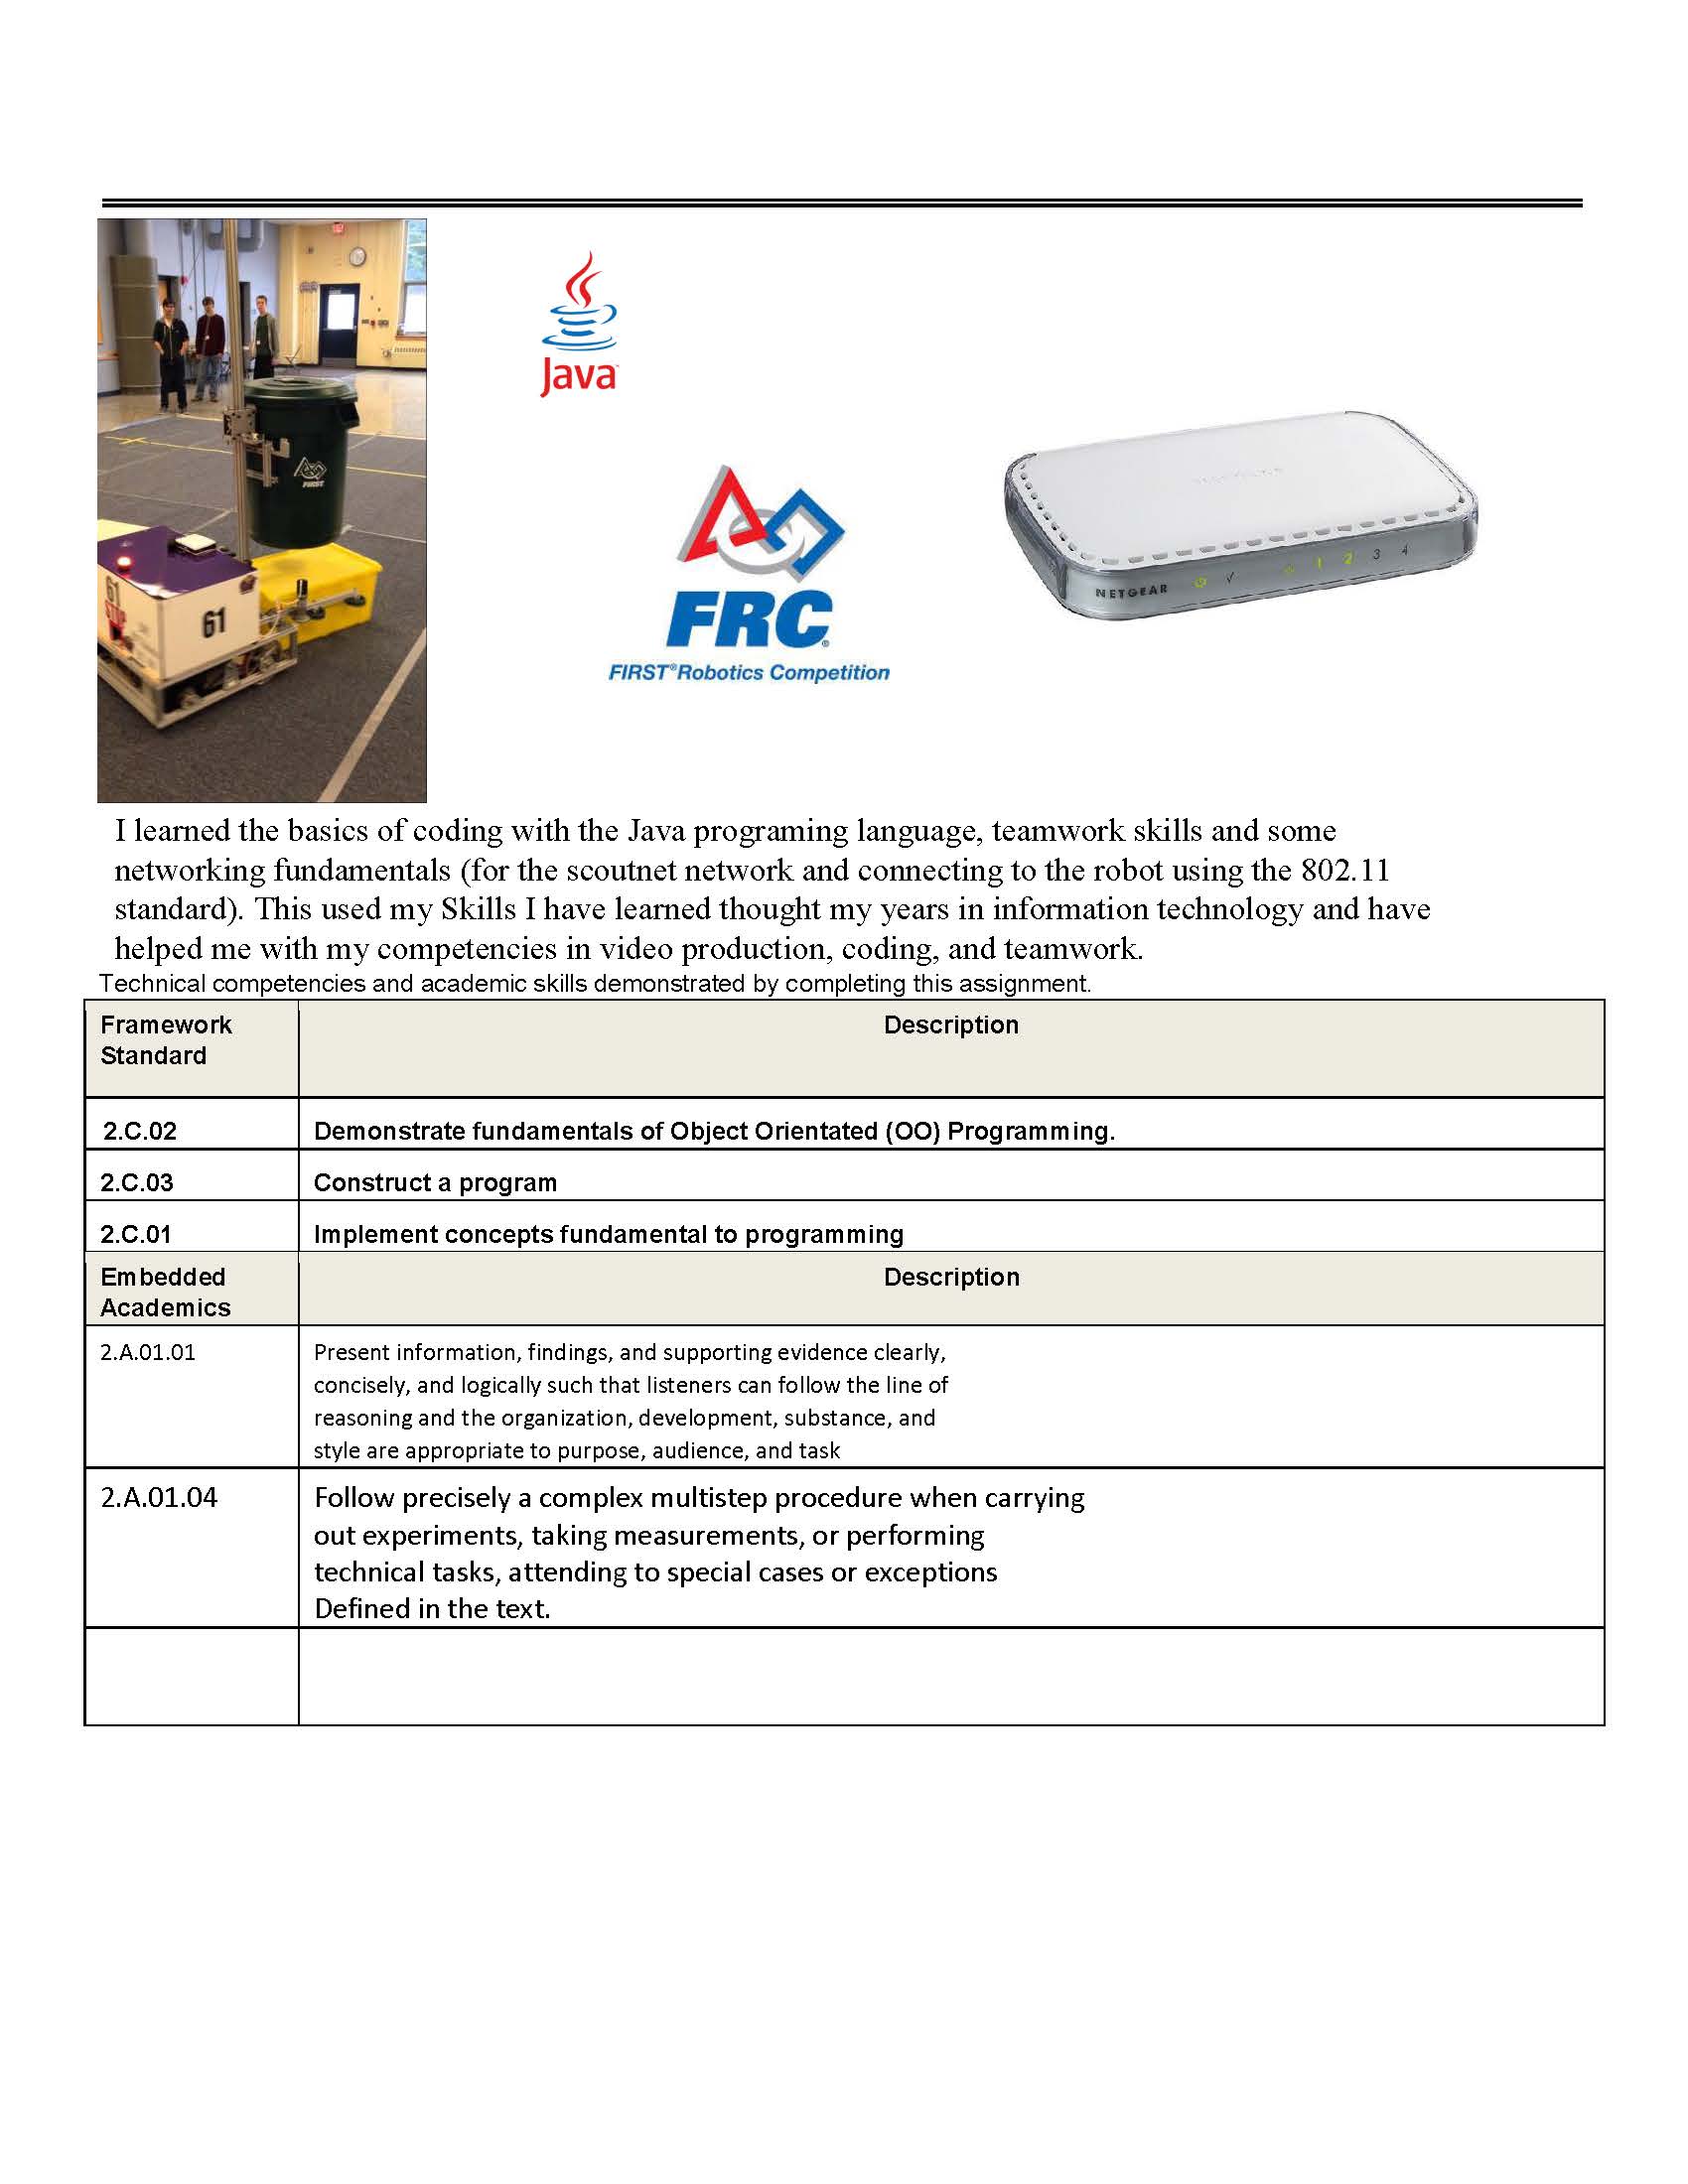 Java
FIRST
61
STOP
61
FRC
FIRST®Robotics Competition
NETGEAR
1 2 3 4
I learned the basics of coding with the Java programing language, teamwork skills and some
networking fundamentals (for the scoutnet network and connecting to the robot using the 802.11
standard). This used my Skills I have learned thought my years in information technology and have
helped me with my competencies in video production, coding, and teamwork.
Technical competencies and academic skills demonstrated by completing this assignment.
Framework Description
Standard
2.C.02 Demonstrate fundamentals of Object Orientated (OO) Programming.
2.C.03 Construct a program
2.C.01 Implement concepts fundamental to programming
Embedded Description
Academics
2.A.01.01 Present information, findings, and supporting evidence clearly,
concisely, and logically such that listeners can follow the line of
reasoning and the organization, development, substance, and
style are appropriate to purpose, audience, and task
2.A.01.04 Follow precisely a complex multistep procedure when carrying
out experiments, taking measurements, or performing
technical tasks, attending to special cases or exceptions
Defined in the text.